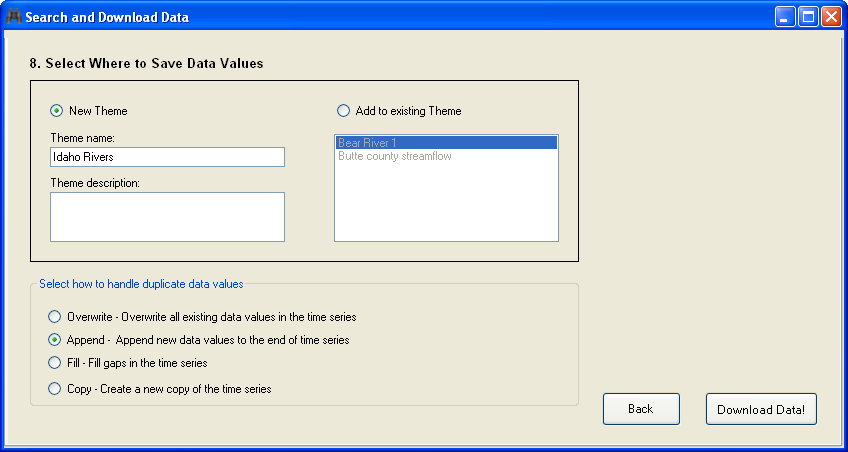 Search and Download Data
8. Select Where to Save Data Values
New Theme
Add to existing Theme
Theme name:
Idaho Rivers
Theme description:
Bear River 1
Butte county streamflow
Select how to handle duplicate data values
Overwrite - Overwrite all existing data values in the time series
Append -  Append new data values to the end of time series
Fill - Fill gaps in the time series
Copy - Create a new copy of the time series
Back
Download Data!